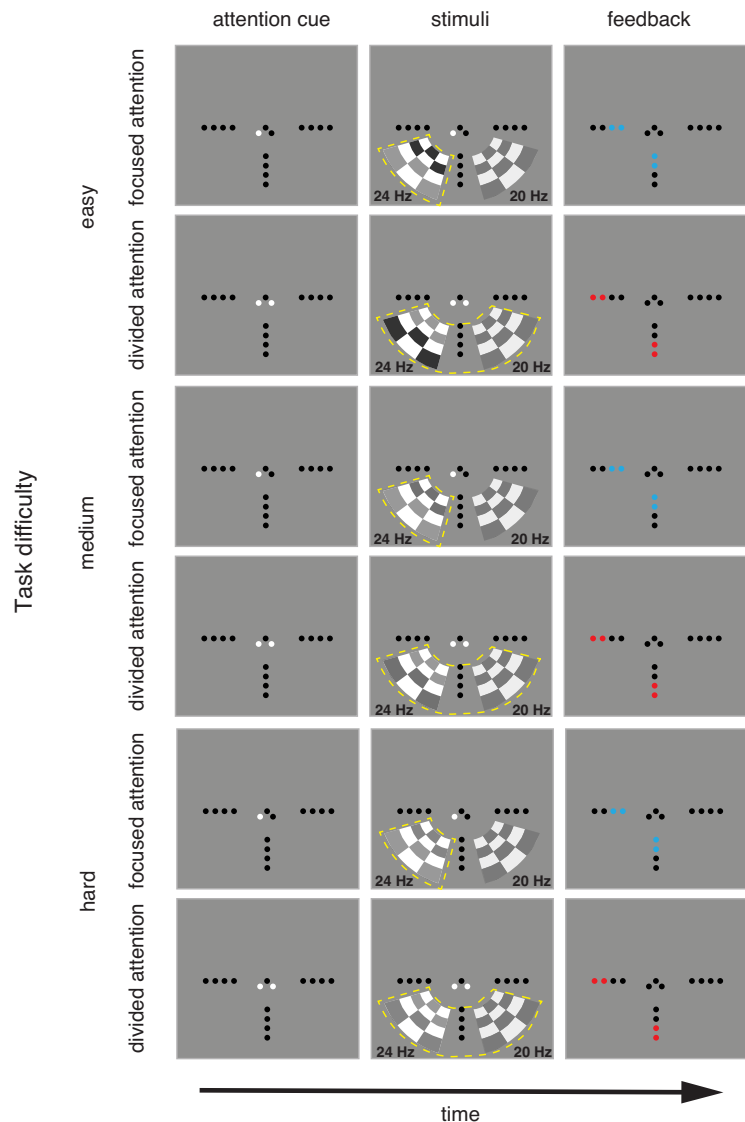 attention cue stimuli feedback
Task difficulty
easy
focused attention
24 Hz 20 Hz
divided attention
24 Hz 20 Hz
medium
focused attention
24 Hz 20 Hz
divided attention
24 Hz 20 Hz
hard
focused attention
24 Hz 20 Hz
divided attention
24 Hz 20 Hz
time